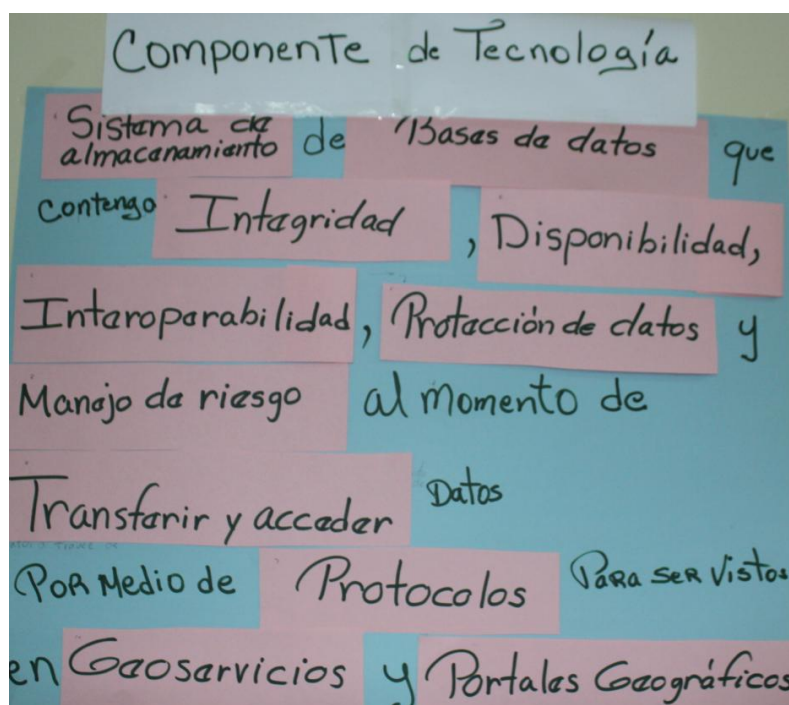 Componente de Tecnología
Sistema de
almacenamiento de Bases de datos que
contenga Integridad, Disponibilidad,
Interoperabilidad, Protección de datos y
Manejo de riesgo al momento de
Transferir y acceder Datos
Por Medio de Protocolos Para ser vistos
en Geoservicios y Portales Geográficos